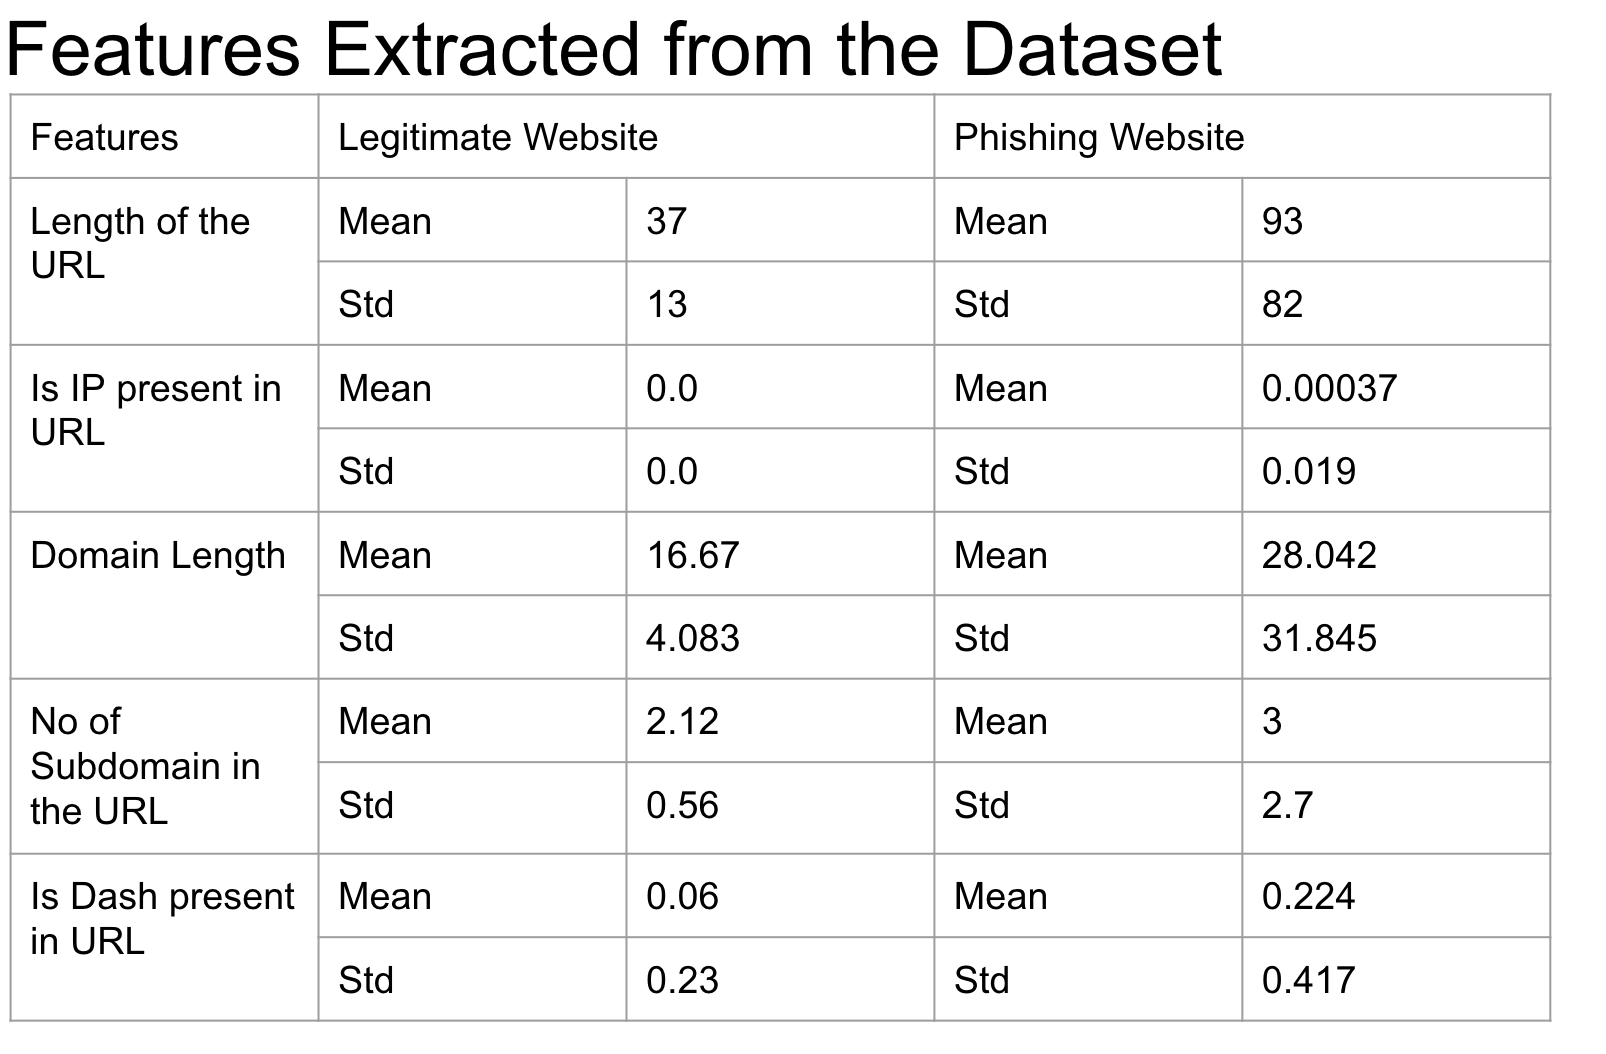 Features Extracted from the Dataset
Features Legitimate Website Phishing Website
Length of the
URL
Mean 37 Mean 93
Std 13 Std 82
Is IP present in
URL
Mean 0.0 Mean 0.00037
Std 0.0 Std 0.019
Domain Length
Mean 16.67 Mean 28.042
Std 4.083 Std 31.845
No of
Subdomain in
the URL
Mean 2.12 Mean 3
Std 0.56 Std 2.7
Is Dash present
in URL
Mean 0.06 Mean 0.224
Std 0.23 Std 0.417